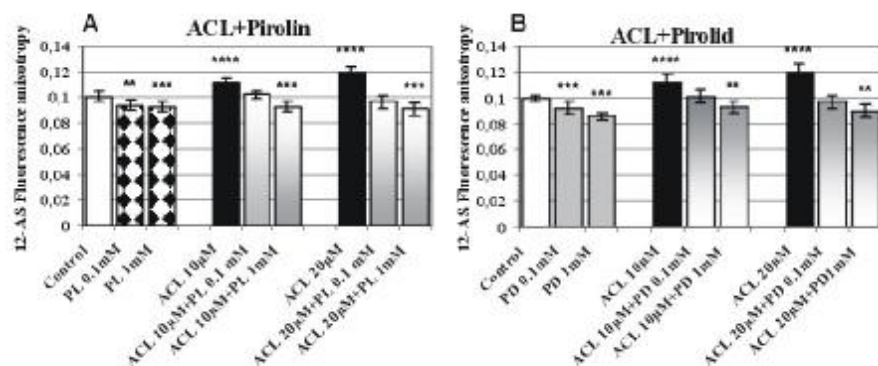 A
ACL+Pirolin
12-AS Fluorescence anisotropy
0,14
0,12
0,1
0,08
0,06
0,04
0,02
0
**
***
****
***
****
***
Control
PL 0,1mM
PL 1mM
ACL 10µM
ACL 10µM+PL 0,1 mM
ACL 10µM+PL 1mM
ACL 20µM
ACL 20µM+PL 0,1 mM
ACL 20µM+PL 1mM
B
ACL+Pirolid
12-AS Fluorescence anisotropy
0,14
0,12
0,1
0,08
0,06
0,04
0,02
0
***
***
****
**
****
**
Control
PD 0,1mM
PD 1mM
ACL 10µM
ACL 10µM+PD 0,1mM
ACL 10µM+PD 1mM
ACL 20µM
ACL 20µM+PD 0,1mM
ACL 20µM+PD1mM